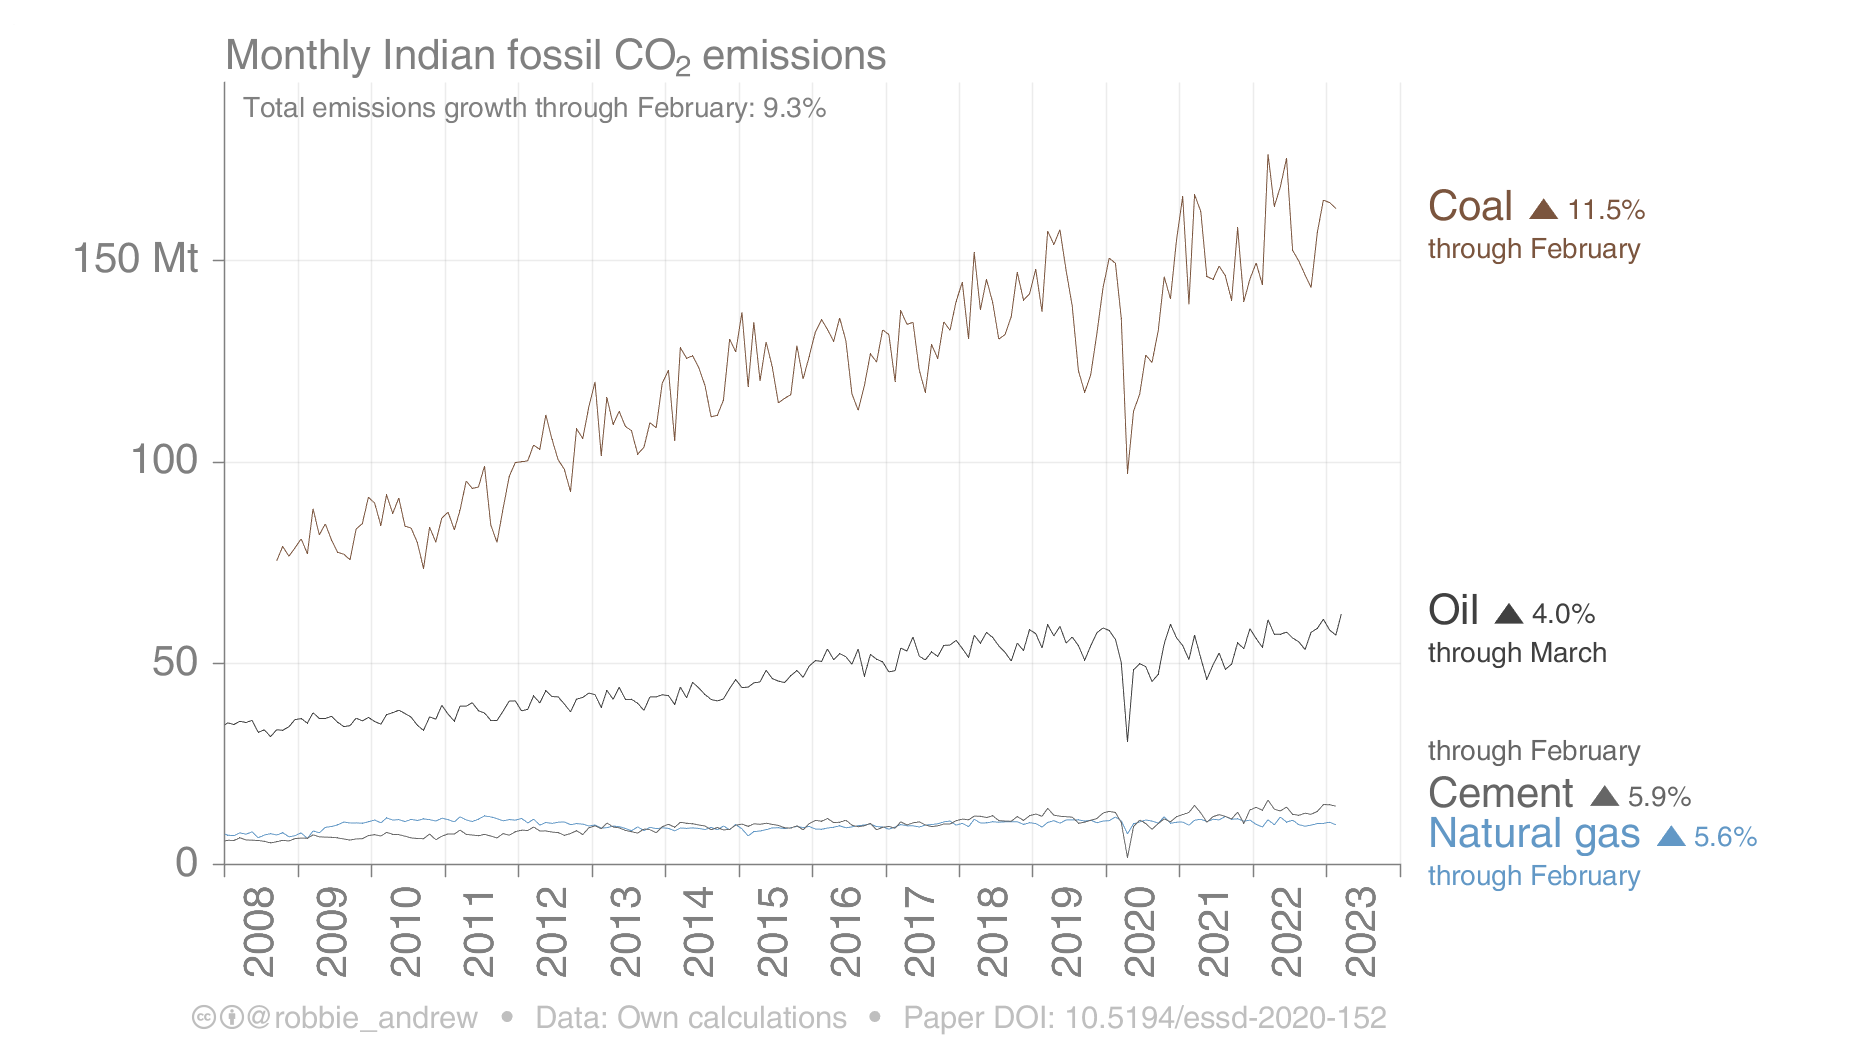 Monthly Indian fossil CO₂ emissions
Total emissions growth through February: 9.3%
150 Mt
100
50
0
2008
2009
2010
2011
2012
2013
2014
2015
2016
2017
2018
2019
2020
2021
2022
2023
Coal ▲ 11.5%
through February
Oil ▲ 4.0%
through March
through February
Cement ▲ 5.9%
Natural gas ▲ 5.6%
through February
@robbie_andrew • Data: Own calculations • Paper DOI: 10.5194/essd-2020-152